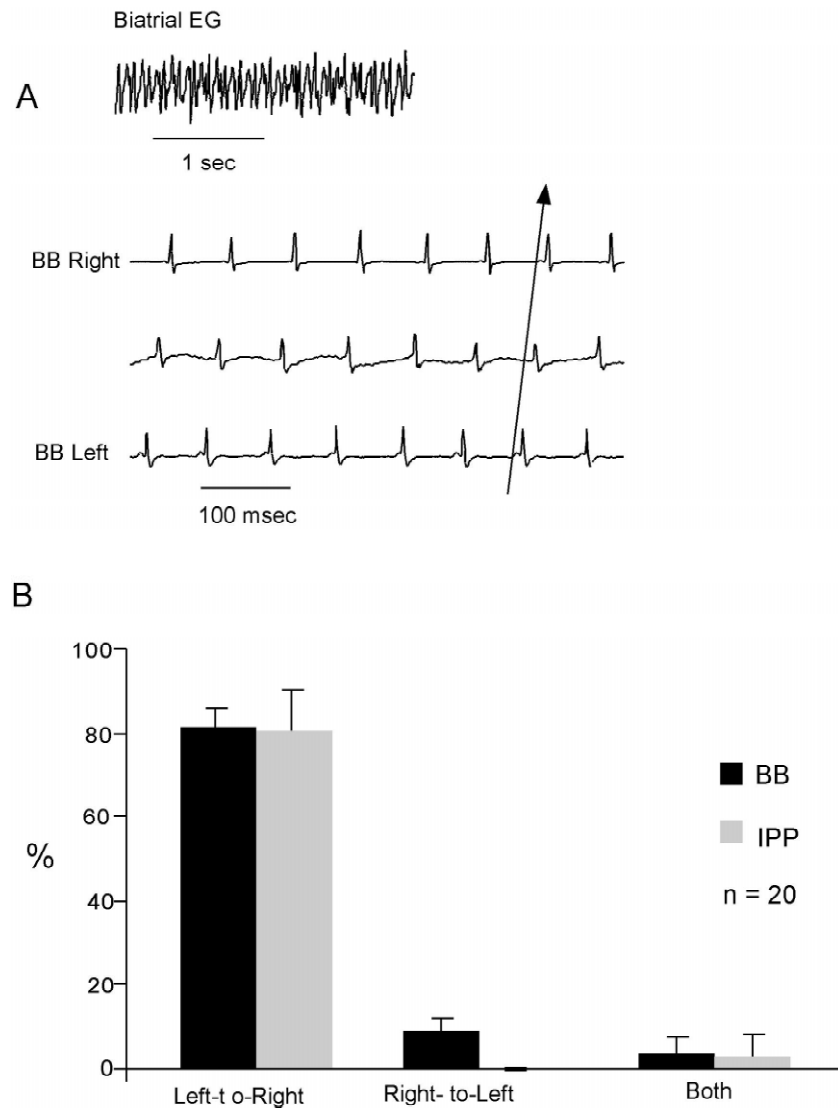 Biatrial EG
A
1 sec
BB Right
BB Left
100 msec
B
100
80
60
40
20
0
%
BB
IPP
n = 20
Left-t o-Right
Right- to-Left
Both